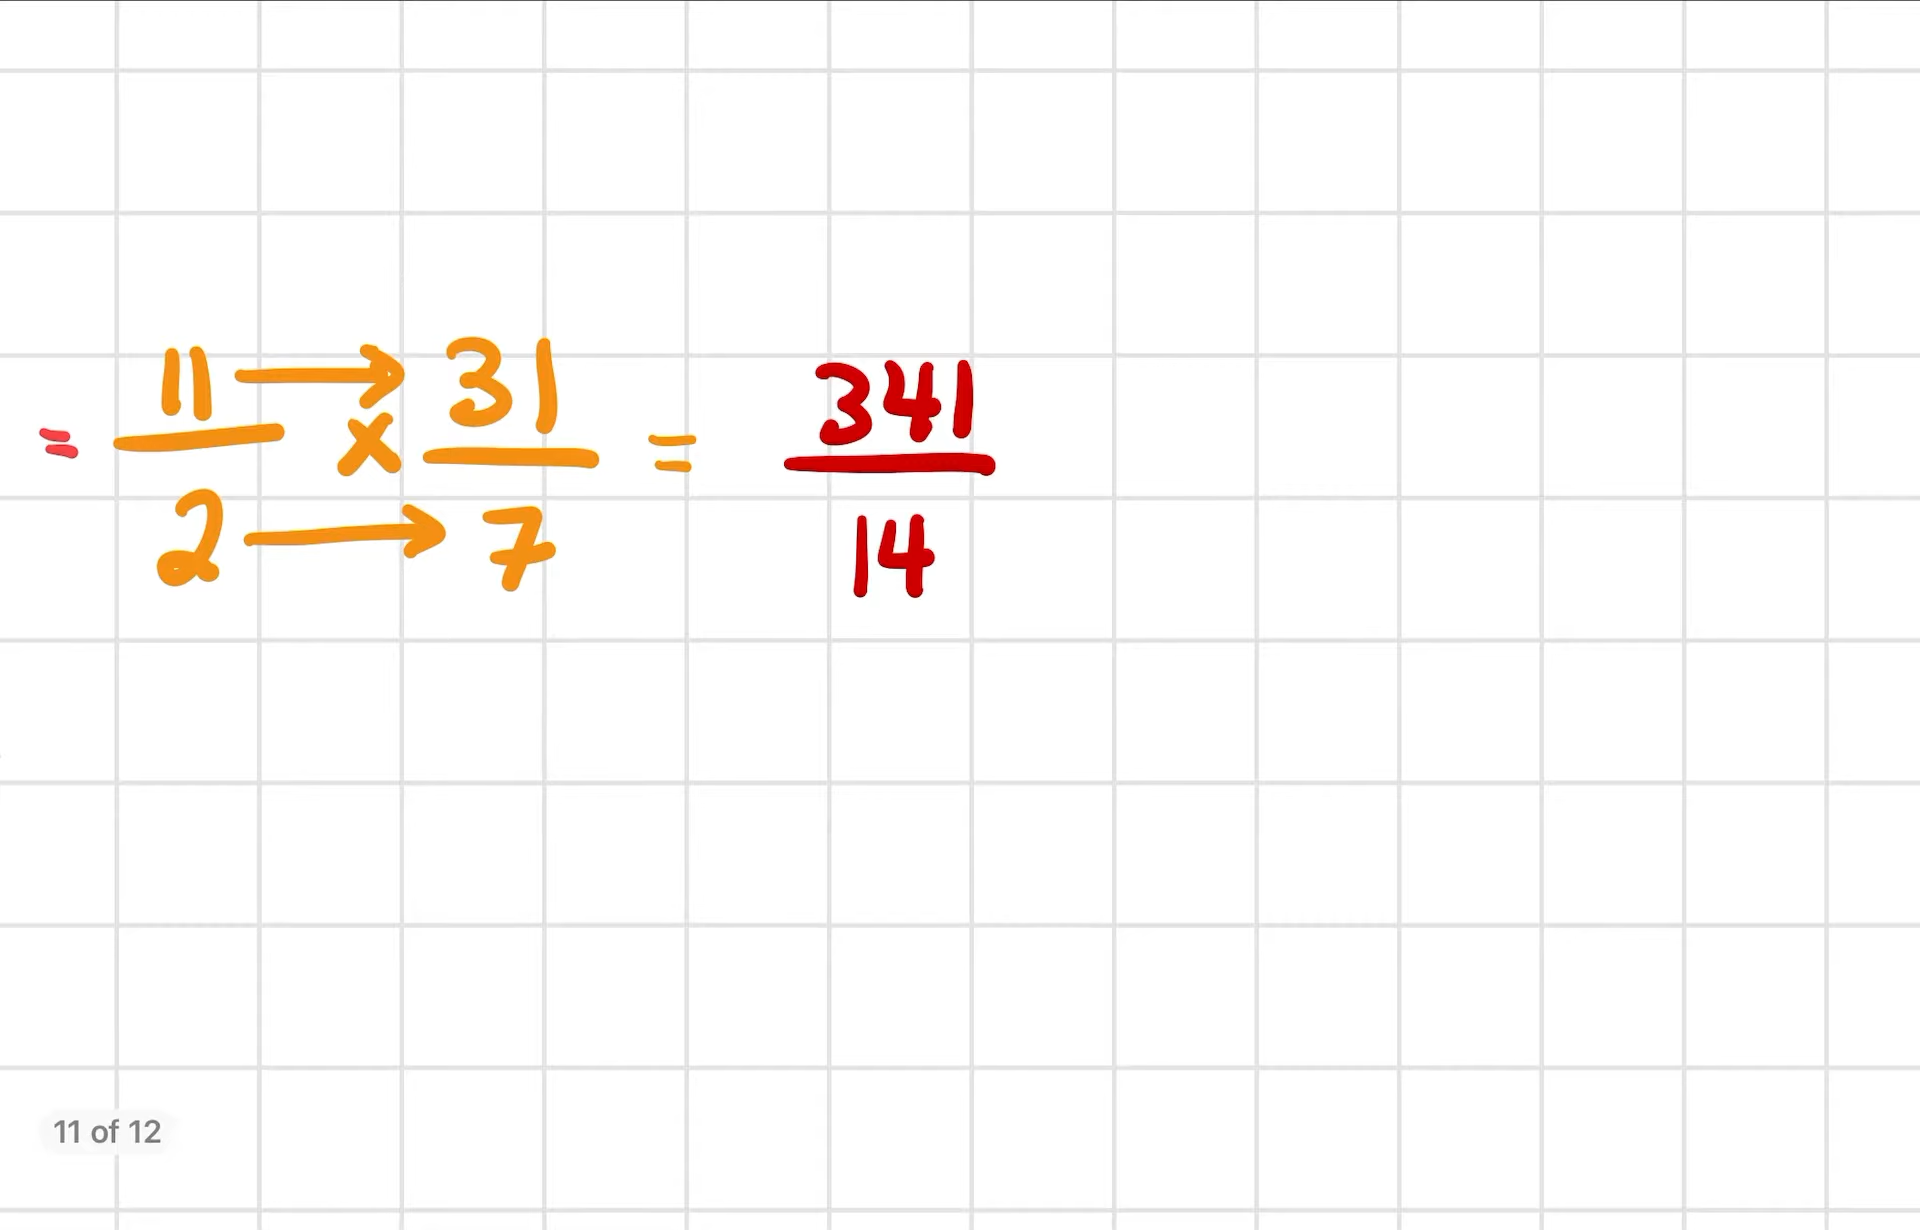 = 11/2 → × → 31/7 = 341/14
11 of 12